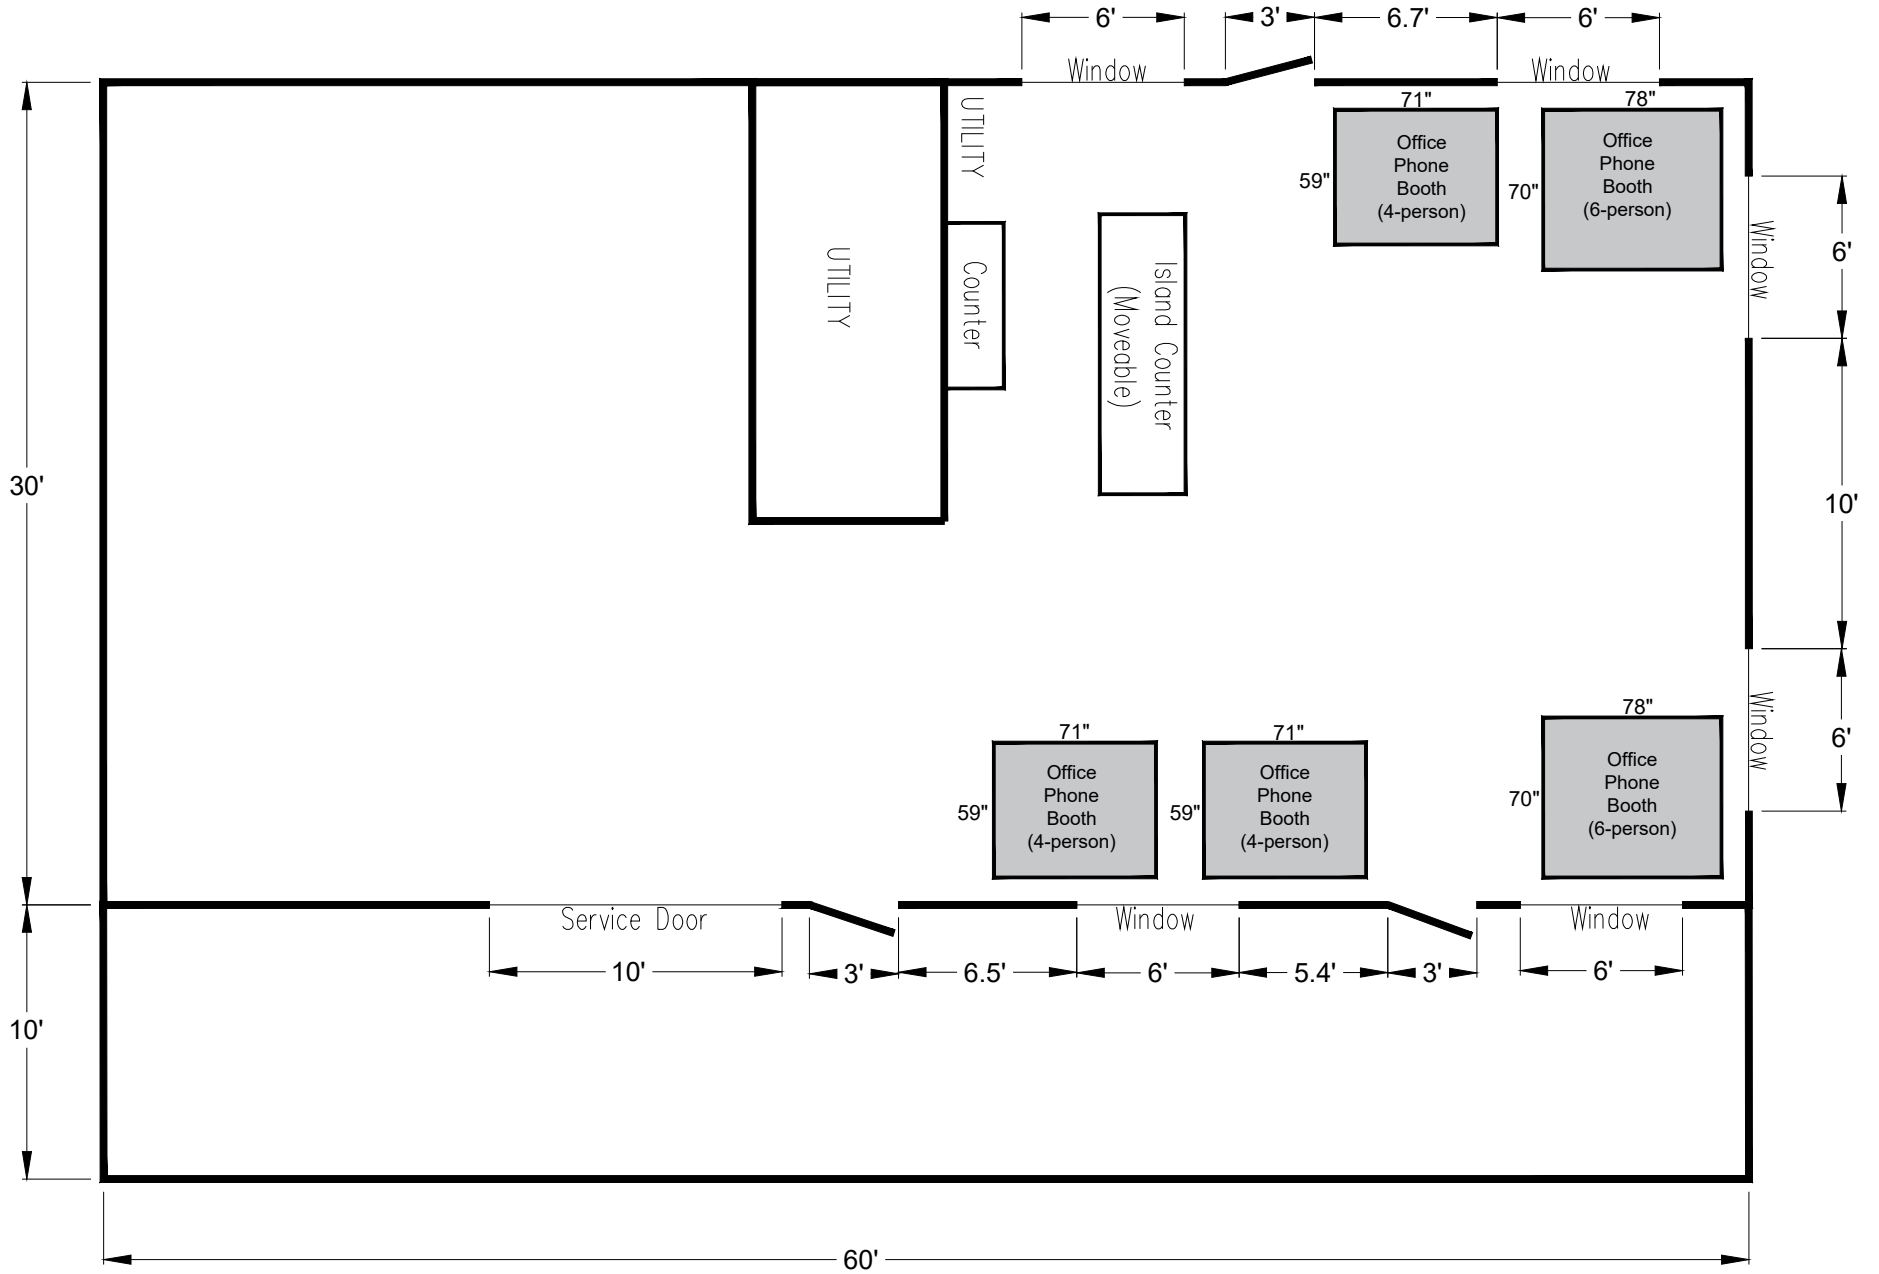 6'
3'
6.7'
6'
Window
Window
UTILITY
71"
78"
Office
Phone
Booth
(4-person)
59"
Office
Phone
Booth
(6-person)
70"
Window
6'
UTILITY
Counter
Island Counter
(Moveable)
30'
10'
71"
71"
78"
Office
Phone
Booth
(4-person)
59"
Office
Phone
Booth
(4-person)
59"
Office
Phone
Booth
(6-person)
70"
Window
6'
Service Door
Window
Window
10'
3'
6.5'
6'
5.4'
3'
6'
10'
60'